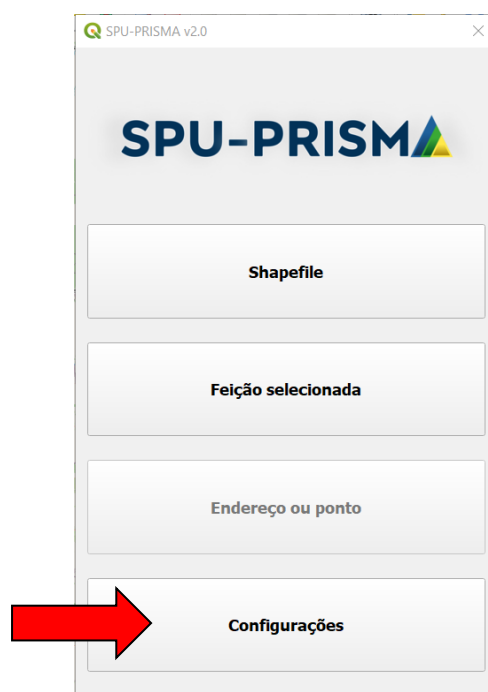 SPU-PRISMA v2.0
SPU-PRISMA
Shapefile
Feição selecionada
Endereço ou ponto
Configurações